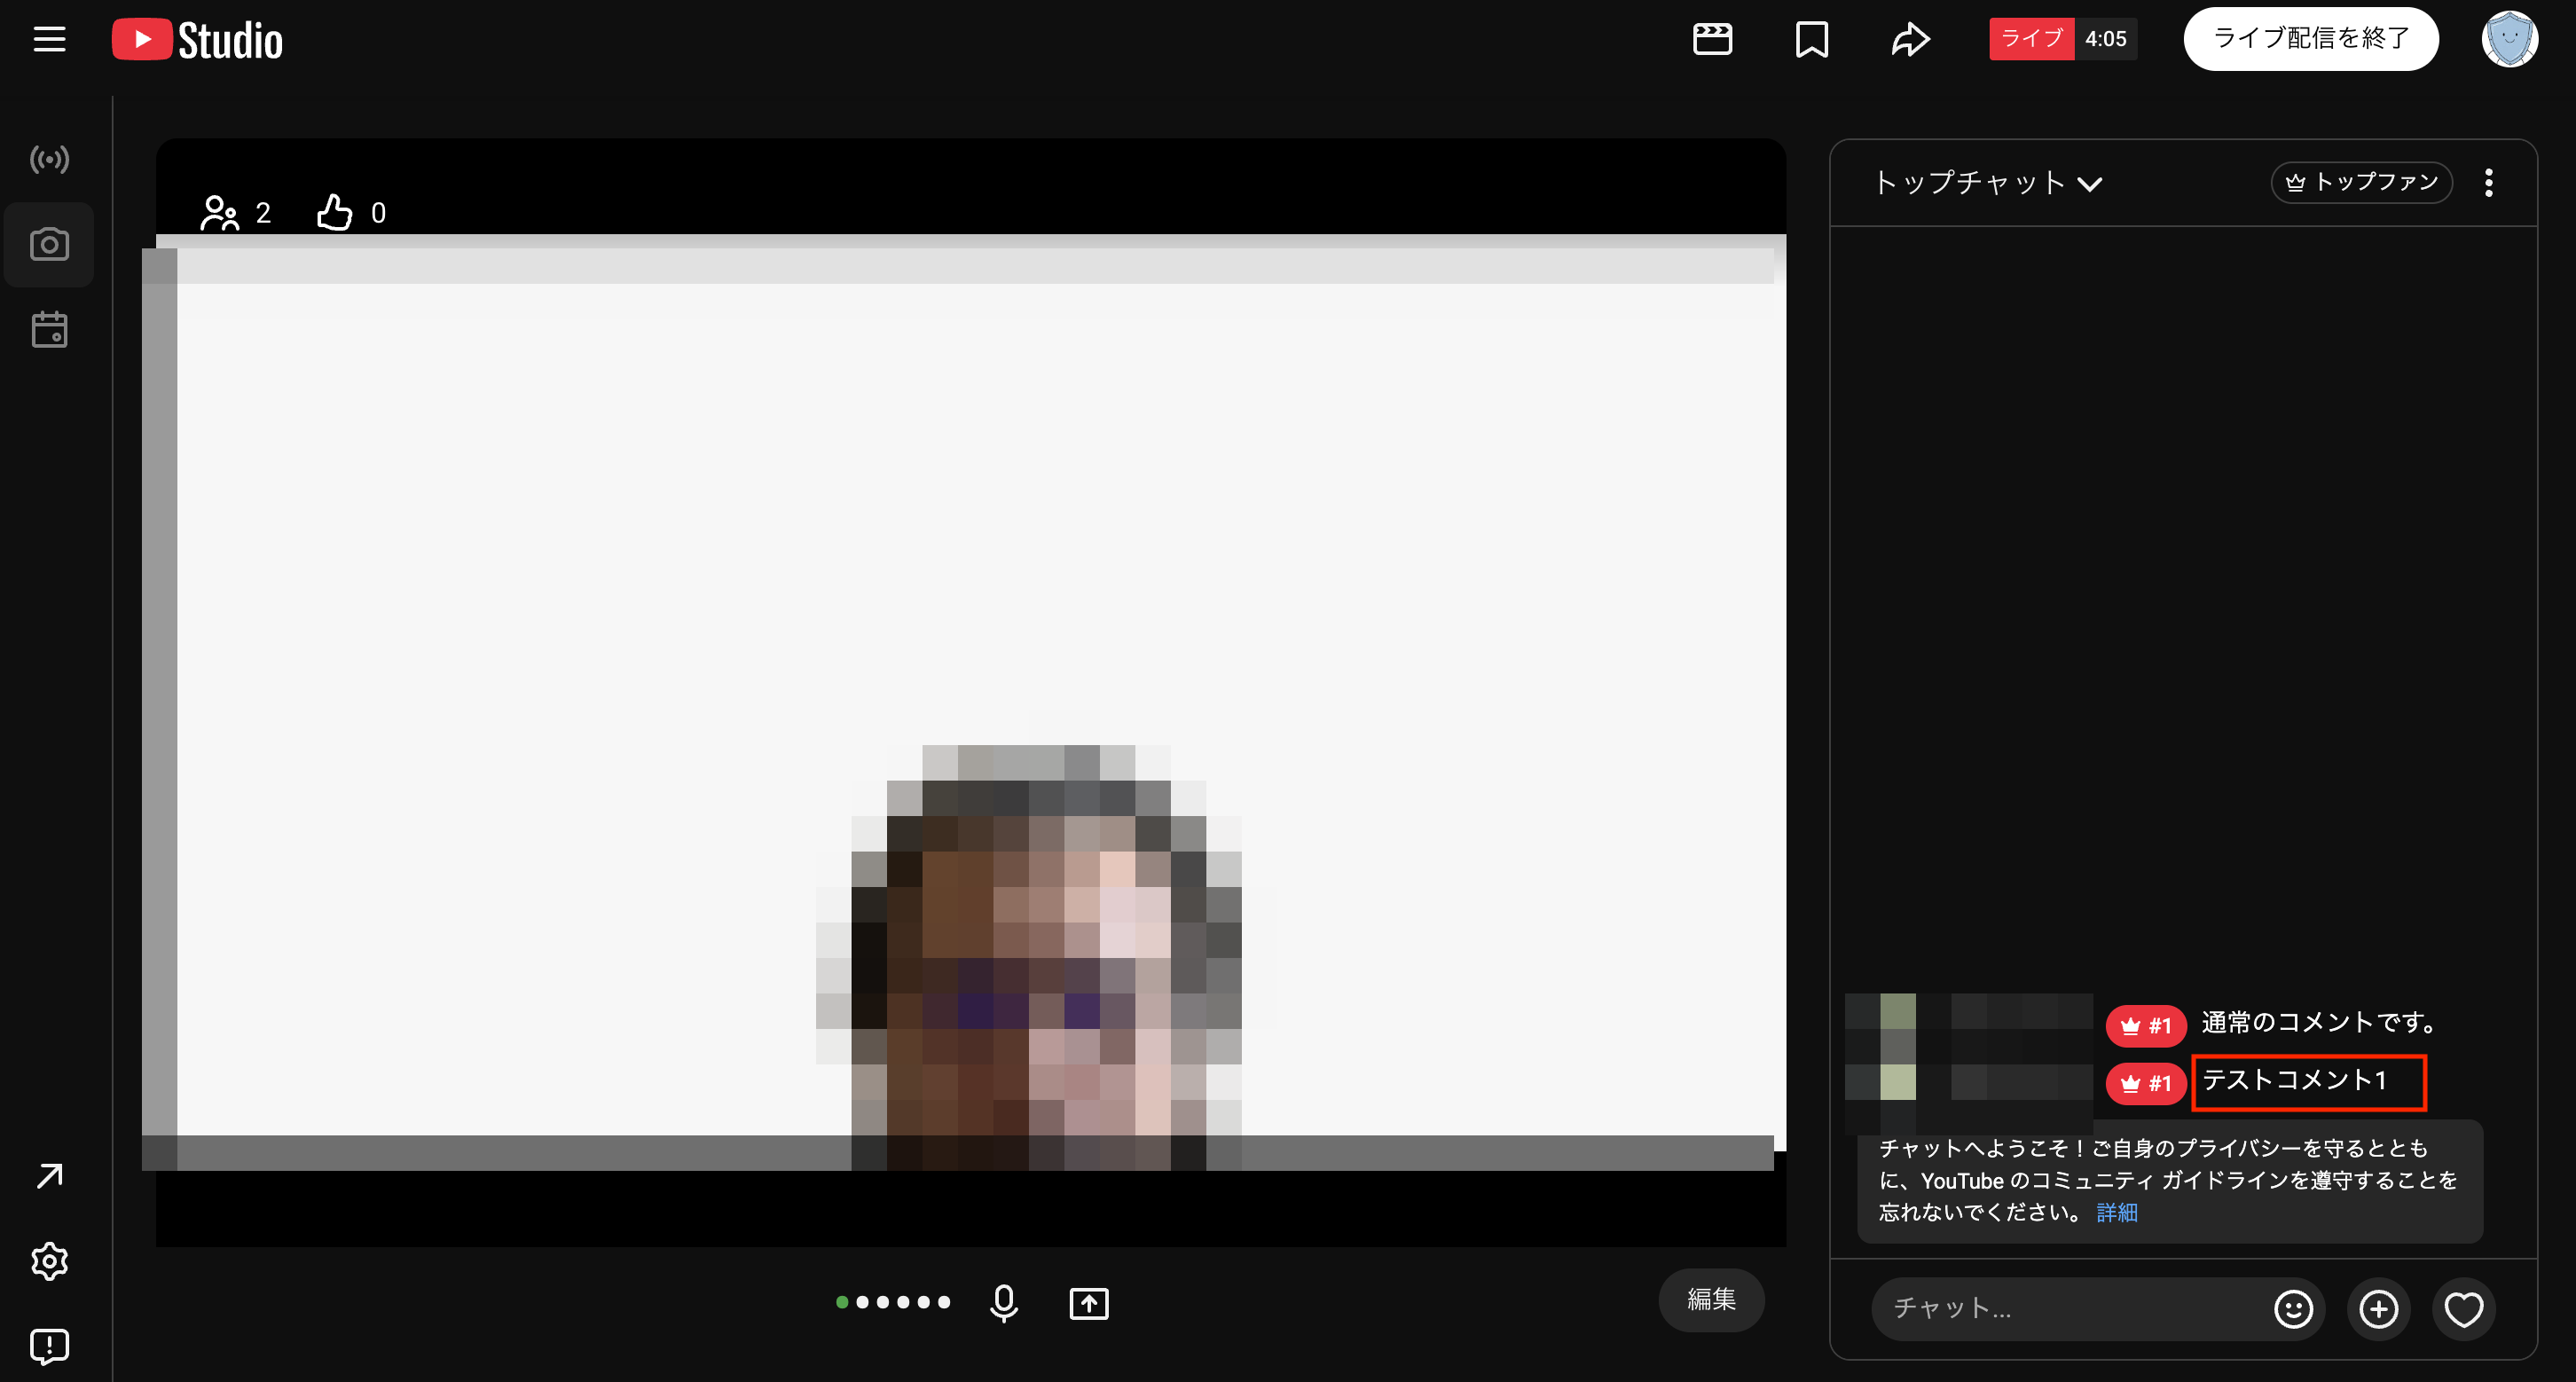 Studio
ライブ 4:05
ライブ配信を終了
2 0
トップチャット
トップファン
#1 通常のコメントです。
#1 テストコメント1
チャットへようこそ！ご自身のプライバシーを守るととも
に、YouTube のコミュニティ ガイドラインを遵守することを
忘れないでください。 詳細
編集
チャット...